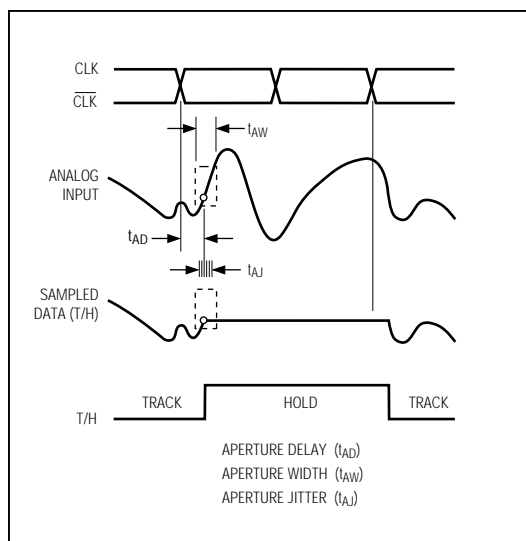 CLK
C̅L̅K̅
tAW
ANALOG
INPUT
tAD
tAJ
SAMPLED
DATA (T/H)
TRACK
HOLD
TRACK
T/H
APERTURE DELAY (tAD)
APERTURE WIDTH (tAW)
APERTURE JITTER (tAJ)